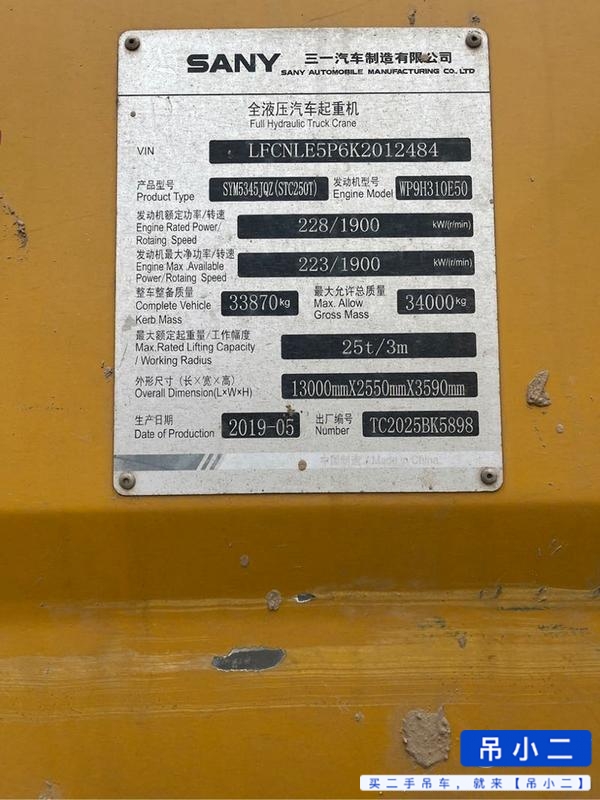 SANY 三一汽车制造有限公司
SANY AUTOMOBILE MANUFACTURING CO.,LTD
全液压汽车起重机
Full Hydraulic Truck Crane
VIN LFCNLE5P6K2012484
产品型号 SYM5345JQZ(STC250T) 发动机型号 WP9H310E50
Product Type Engine Model
发动机额定功率/转速
Engine Rated Power/ 228/1900 kW/(r/min)
Rotaing Speed
发动机最大净功率/转速
Engine Max .Available 223/1900 kW/(r/min)
Power/Rotaing Speed
整车整备质量 最大允许总质量
Complete Vehicle 33870kg Max. Allow 34000kg
Kerb Mass Gross Mass
最大额定起重量/工作幅度
Max.Rated Lifting Capacity 25t/3m
/ Working Radius
外形尺寸（长×宽×高）
Overall Dimension(L×W×H) 13000mmX2550mmX3590mm
生产日期 2019-05 出厂编号 TC2025BK5898
Date of Production Number
中国制造 / Made in China
吊小二
买二手吊车，就来【吊小二】